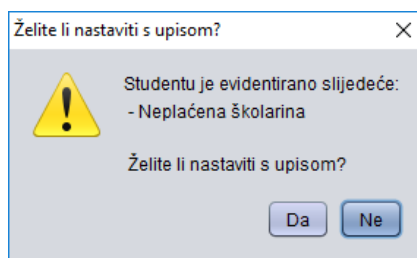 Želite li nastaviti s upisom?
Studentu je evidentirano slijedeće:
- Neplaćena školarina
Želite li nastaviti s upisom?
Da Ne